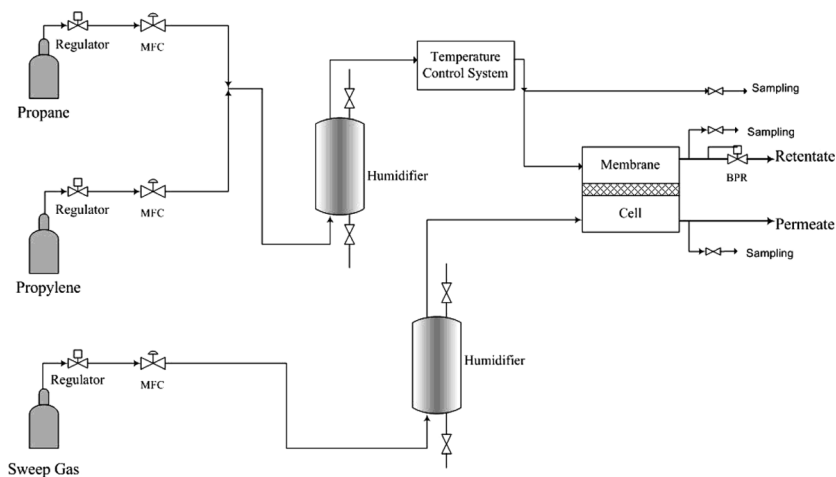 Regulator
MFC
Propane
Temperature
Control System
Sampling
Sampling
Membrane
Retentate
BPR
Humidifier
Regulator
MFC
Cell
Permeate
Sampling
Propylene
Humidifier
Regulator
MFC
Sweep Gas